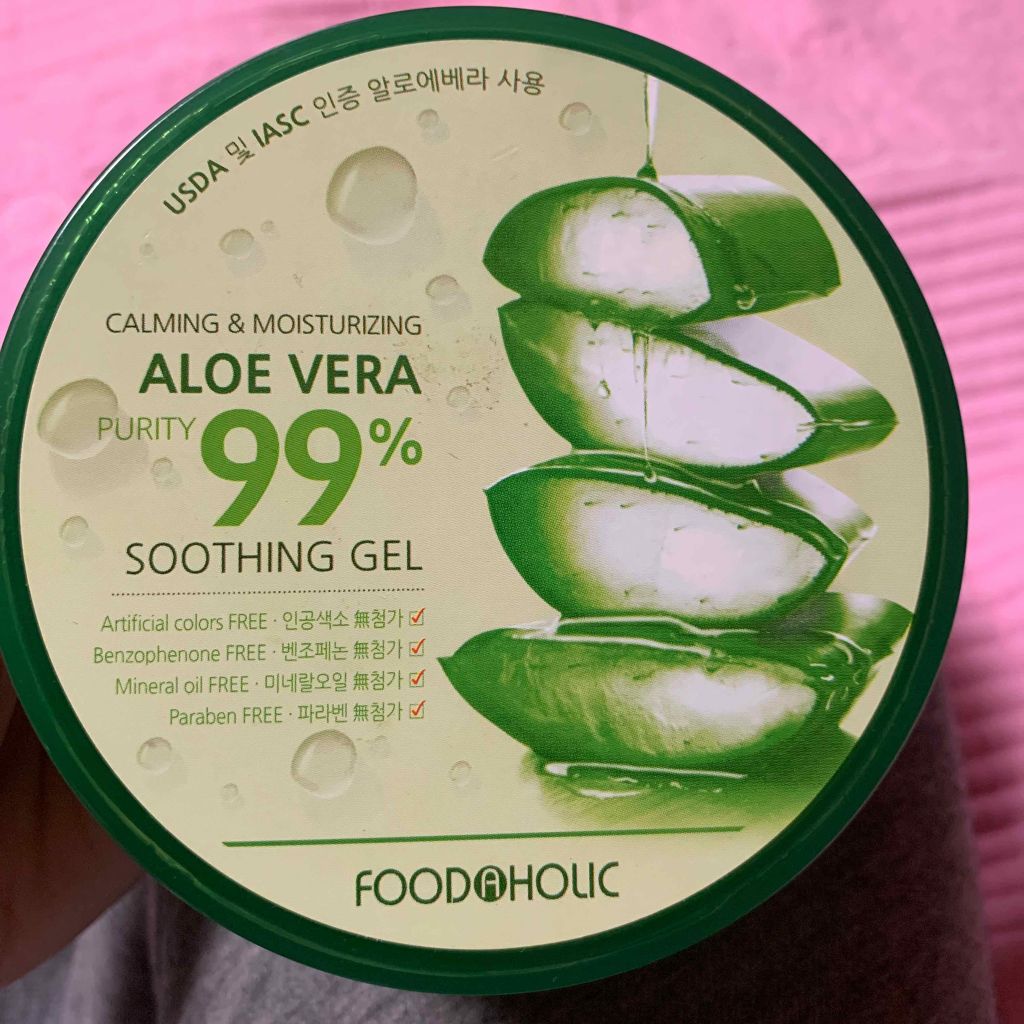 USDA 및 IASC 인증 알로에베라 사용
CALMING & MOISTURIZING
ALOE VERA
PURITY 99%
SOOTHING GEL
Artificial colors FREE · 인공색소 無첨가 ☑
Benzophenone FREE · 벤조페논 無첨가 ☑
Mineral oil FREE · 미네랄오일 無첨가 ☑
Paraben FREE · 파라벤 無첨가 ☑
FOODAHOLIC